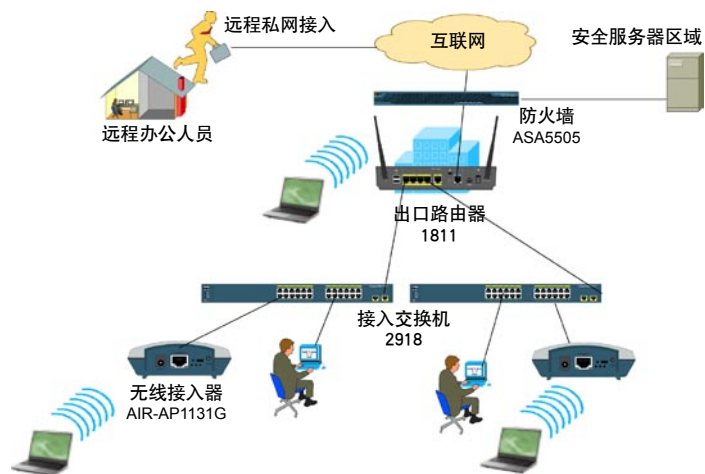 远程私网接入
互联网
安全服务器区域
远程办公人员
防火墙
ASA5505
出口路由器
1811
接入交换机
2918
无线接入器
AIR-AP1131G